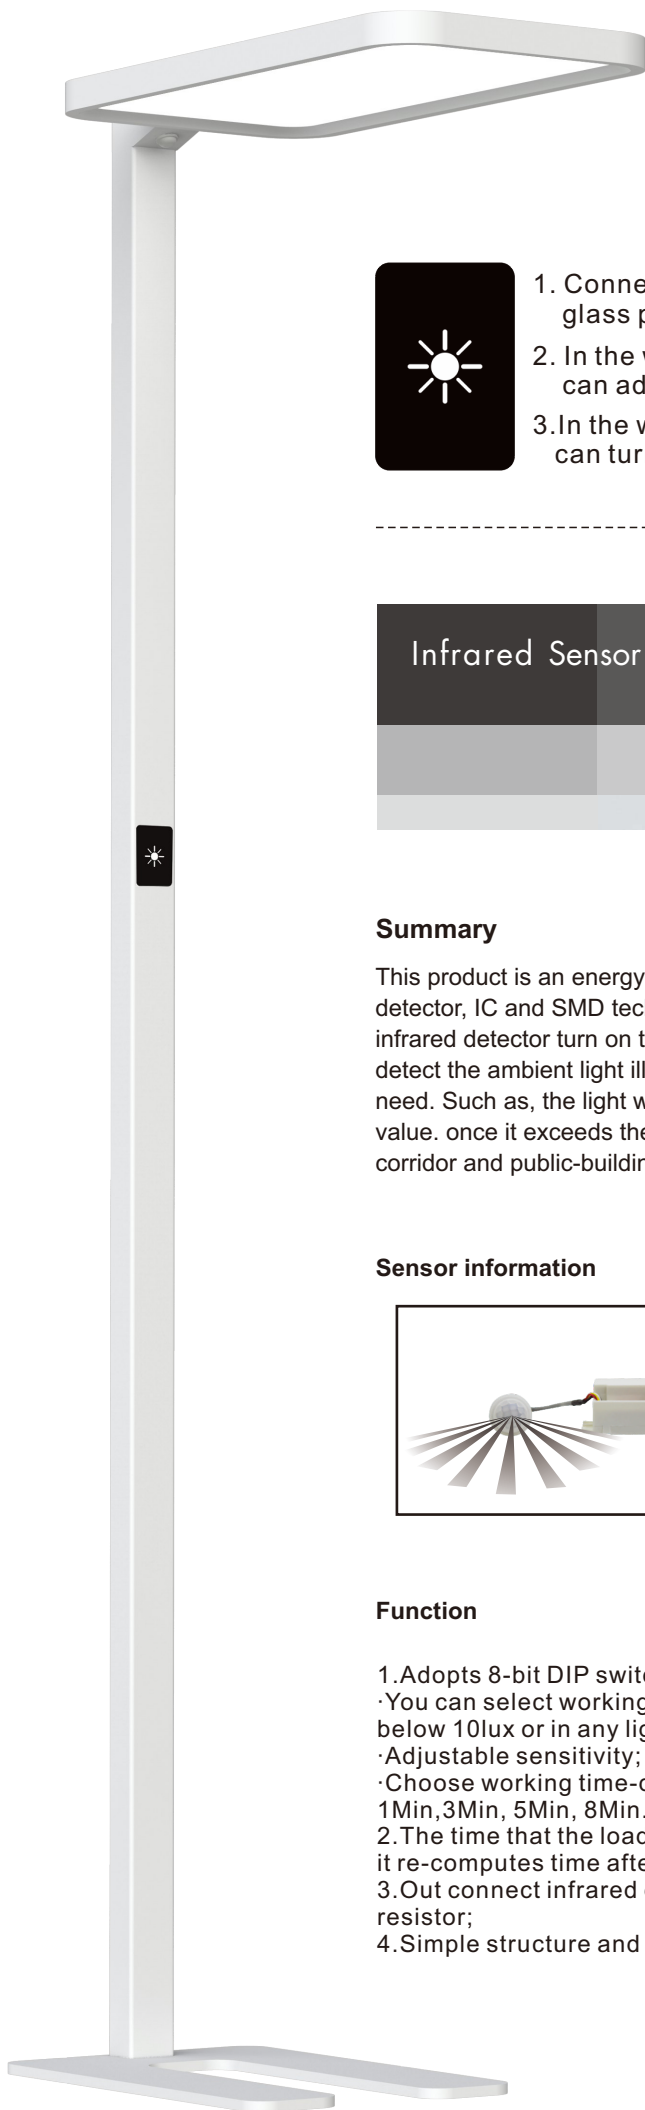 1. Conne
glass p
2. In the
can ad
3.In the
can tur
Infrared Sensor
Summary
This product is an energy
detector, IC and SMD tec
infrared detector turn on t
detect the ambient light ill
need. Such as, the light w
value. once it exceeds the
corridor and public-buildin
Sensor information
Function
1.Adopts 8-bit DIP switc
·You can select working
below 10lux or in any lig
·Adjustable sensitivity;
·Choose working time-d
1Min,3Min, 5Min, 8Min.
2.The time that the load
it re-computes time afte
3.Out connect infrared
resistor;
4.Simple structure and